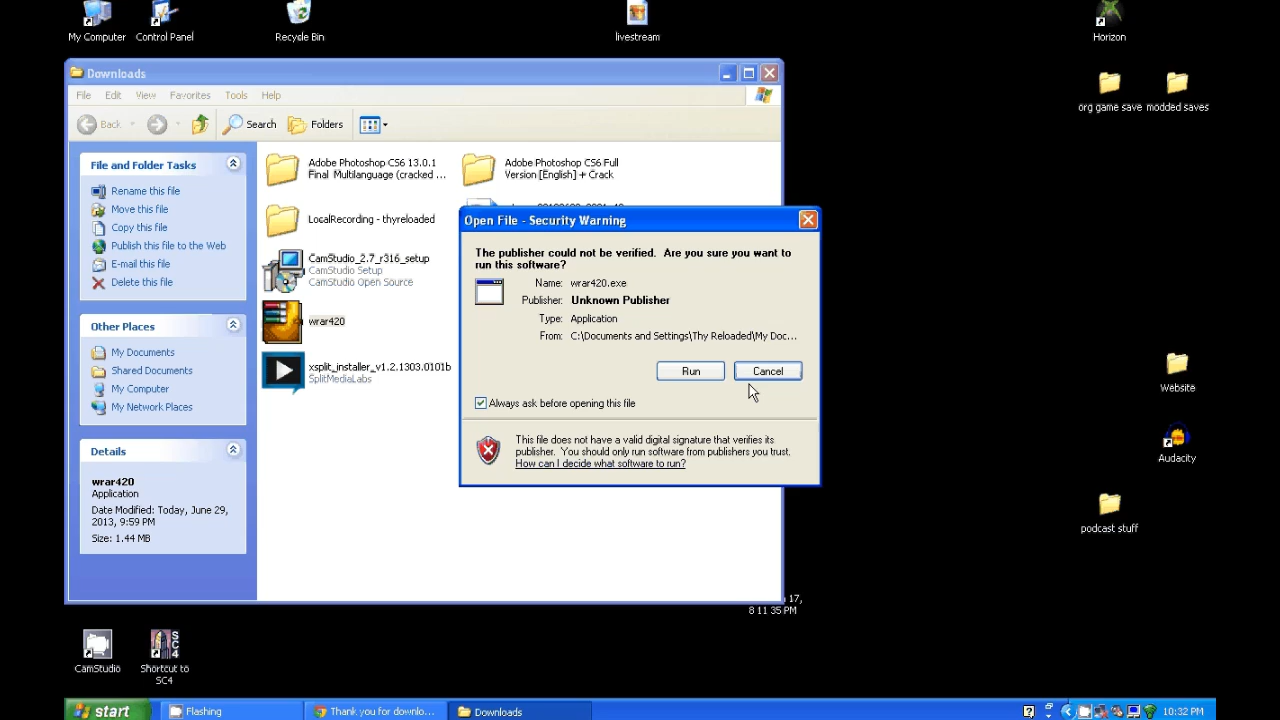 My Computer
Control Panel
Recycle Bin
livestream
Horizon
org game save
modded saves
Downloads
File Edit View Favorites Tools Help
Back
Search
Folders
File and Folder Tasks
Rename this file
Move this file
Copy this file
Publish this file to the Web
E-mail this file
Delete this file
Other Places
My Documents
Shared Documents
My Computer
My Network Places
Details
wrar420
Application
Date Modified: Today, June 29,
2013, 9:59 PM
Size: 1.44 MB
Adobe Photoshop CS6 13.0.1
Final Multilanguage (cracked ...
Adobe Photoshop CS6 Full
Version [English] + Crack
LocalRecording - thyreloaded
CamStudio_2.7_r316_setup
CamStudio Setup
CamStudio Open Source
wrar420
xsplit_installer_v1.2.1303.0101b
SplitMediaLabs
Open File - Security Warning
The publisher could not be verified. Are you sure you want to
run this software?
Name: wrar420.exe
Publisher: Unknown Publisher
Type: Application
From: C:\Documents and Settings\Thy Reloaded\My Doc...
Run
Cancel
Always ask before opening this file
This file does not have a valid digital signature that verifies its
publisher. You should only run software from publishers you trust.
How can I decide what software to run?
Website
Audacity
podcast stuff
17,
8 11 35 PM
CamStudio
Shortcut to
SC4
start
Flashing
Thank you for downlo...
Downloads
10:32 PM